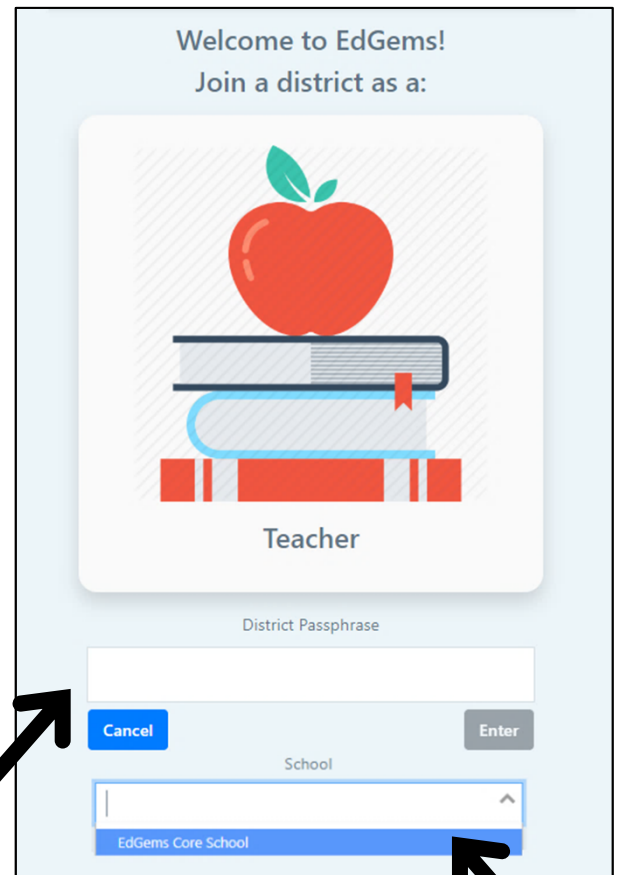 Welcome to EdGems!
Join a district as a:
Teacher
District Passphrase
Cancel
Enter
School
EdGems Core School